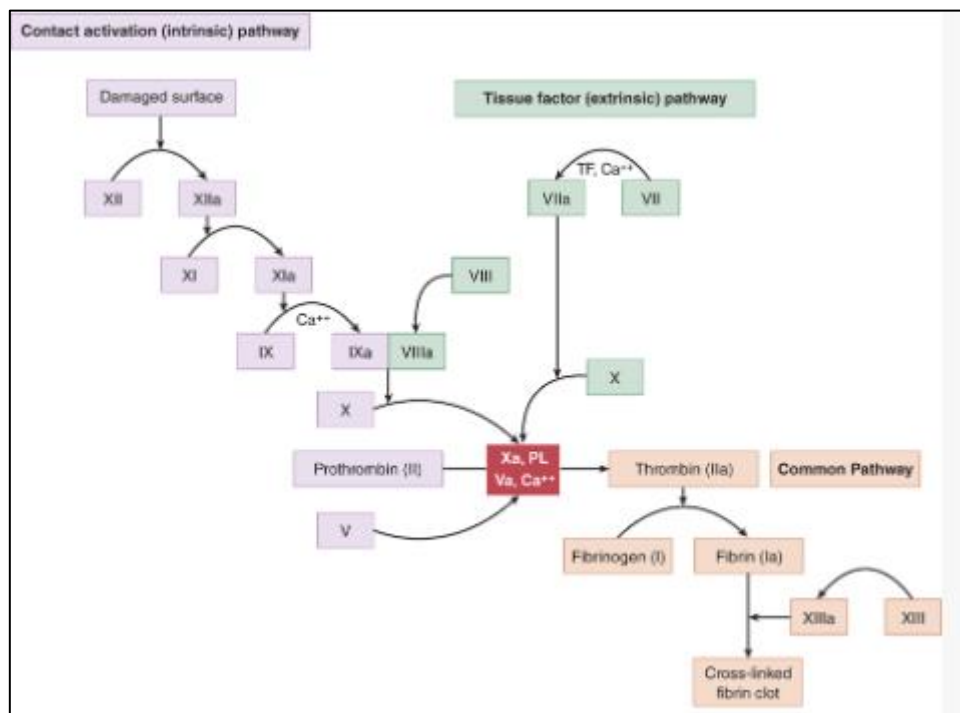 Contact activation (intrinsic) pathway
Damaged surface
Tissue factor (extrinsic) pathway
TF, Ca++
XII
XIIa
VIIa
VII
XI
XIa
VIII
Ca++
IX
IXa
VIIIa
X
X
Prothrombin (II)
Xa, PL
Va, Ca++
Thrombin (IIa)
Common Pathway
V
Fibrinogen (I)
Fibrin (Ia)
XIIIa
XIII
Cross-linked
fibrin clot